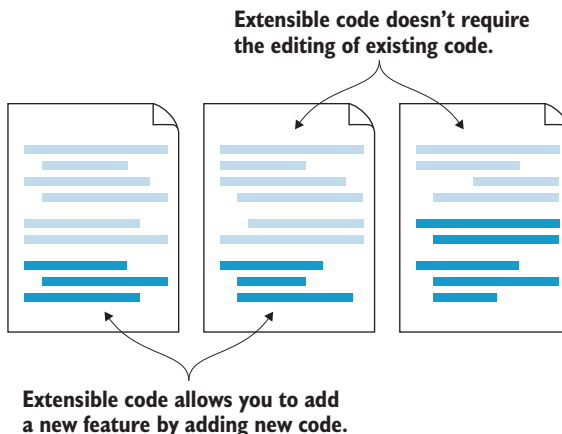 Extensible code doesn’t require
the editing of existing code.
Extensible code allows you to add
a new feature by adding new code.